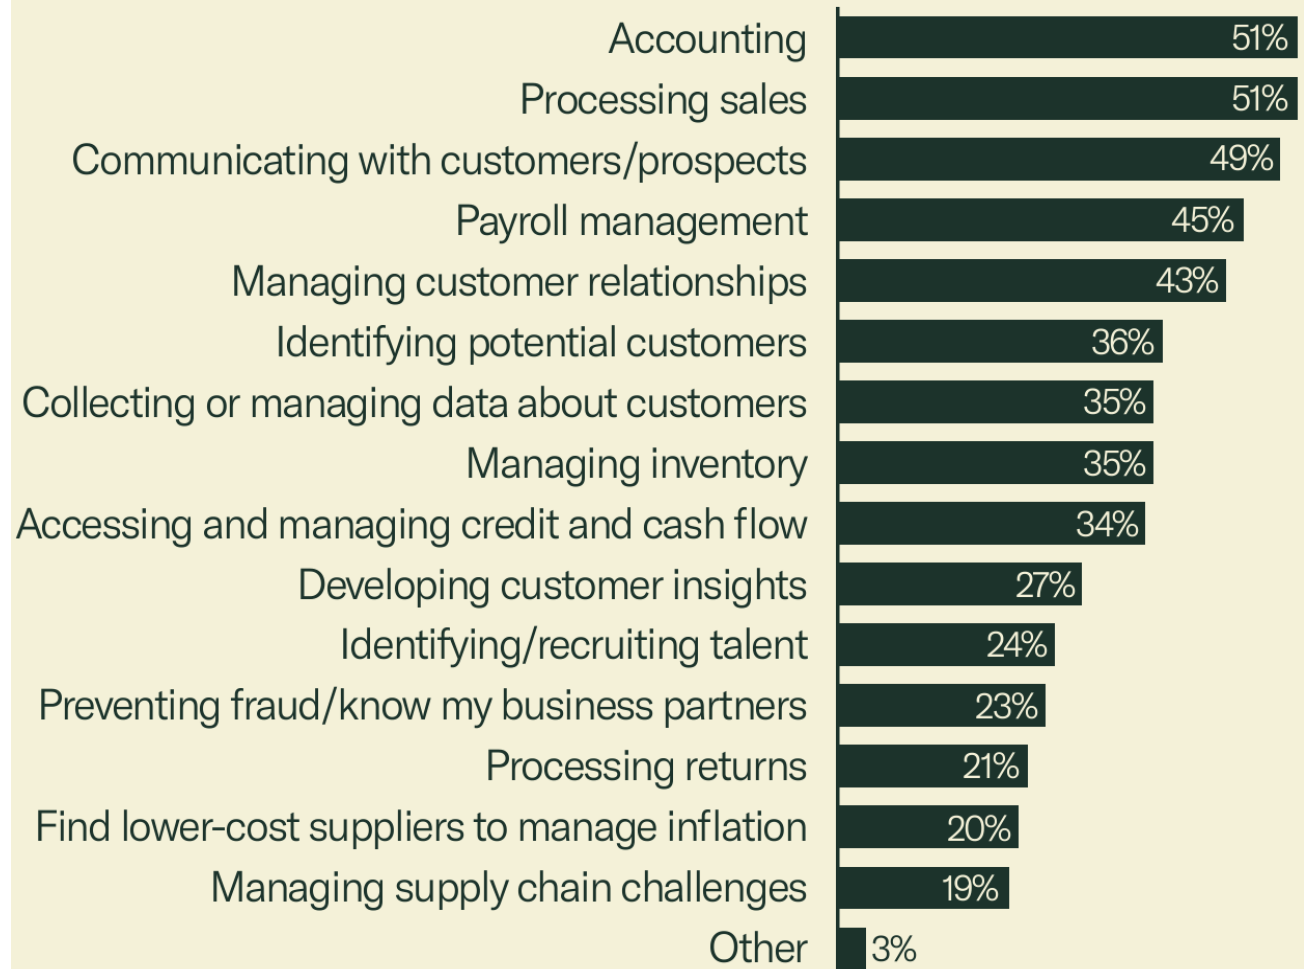 Accounting 51%
Processing sales 51%
Communicating with customers/prospects 49%
Payroll management 45%
Managing customer relationships 43%
Identifying potential customers 36%
Collecting or managing data about customers 35%
Managing inventory 35%
Accessing and managing credit and cash flow 34%
Developing customer insights 27%
Identifying/recruiting talent 24%
Preventing fraud/know my business partners 23%
Processing returns 21%
Find lower-cost suppliers to manage inflation 20%
Managing supply chain challenges 19%
Other 3%